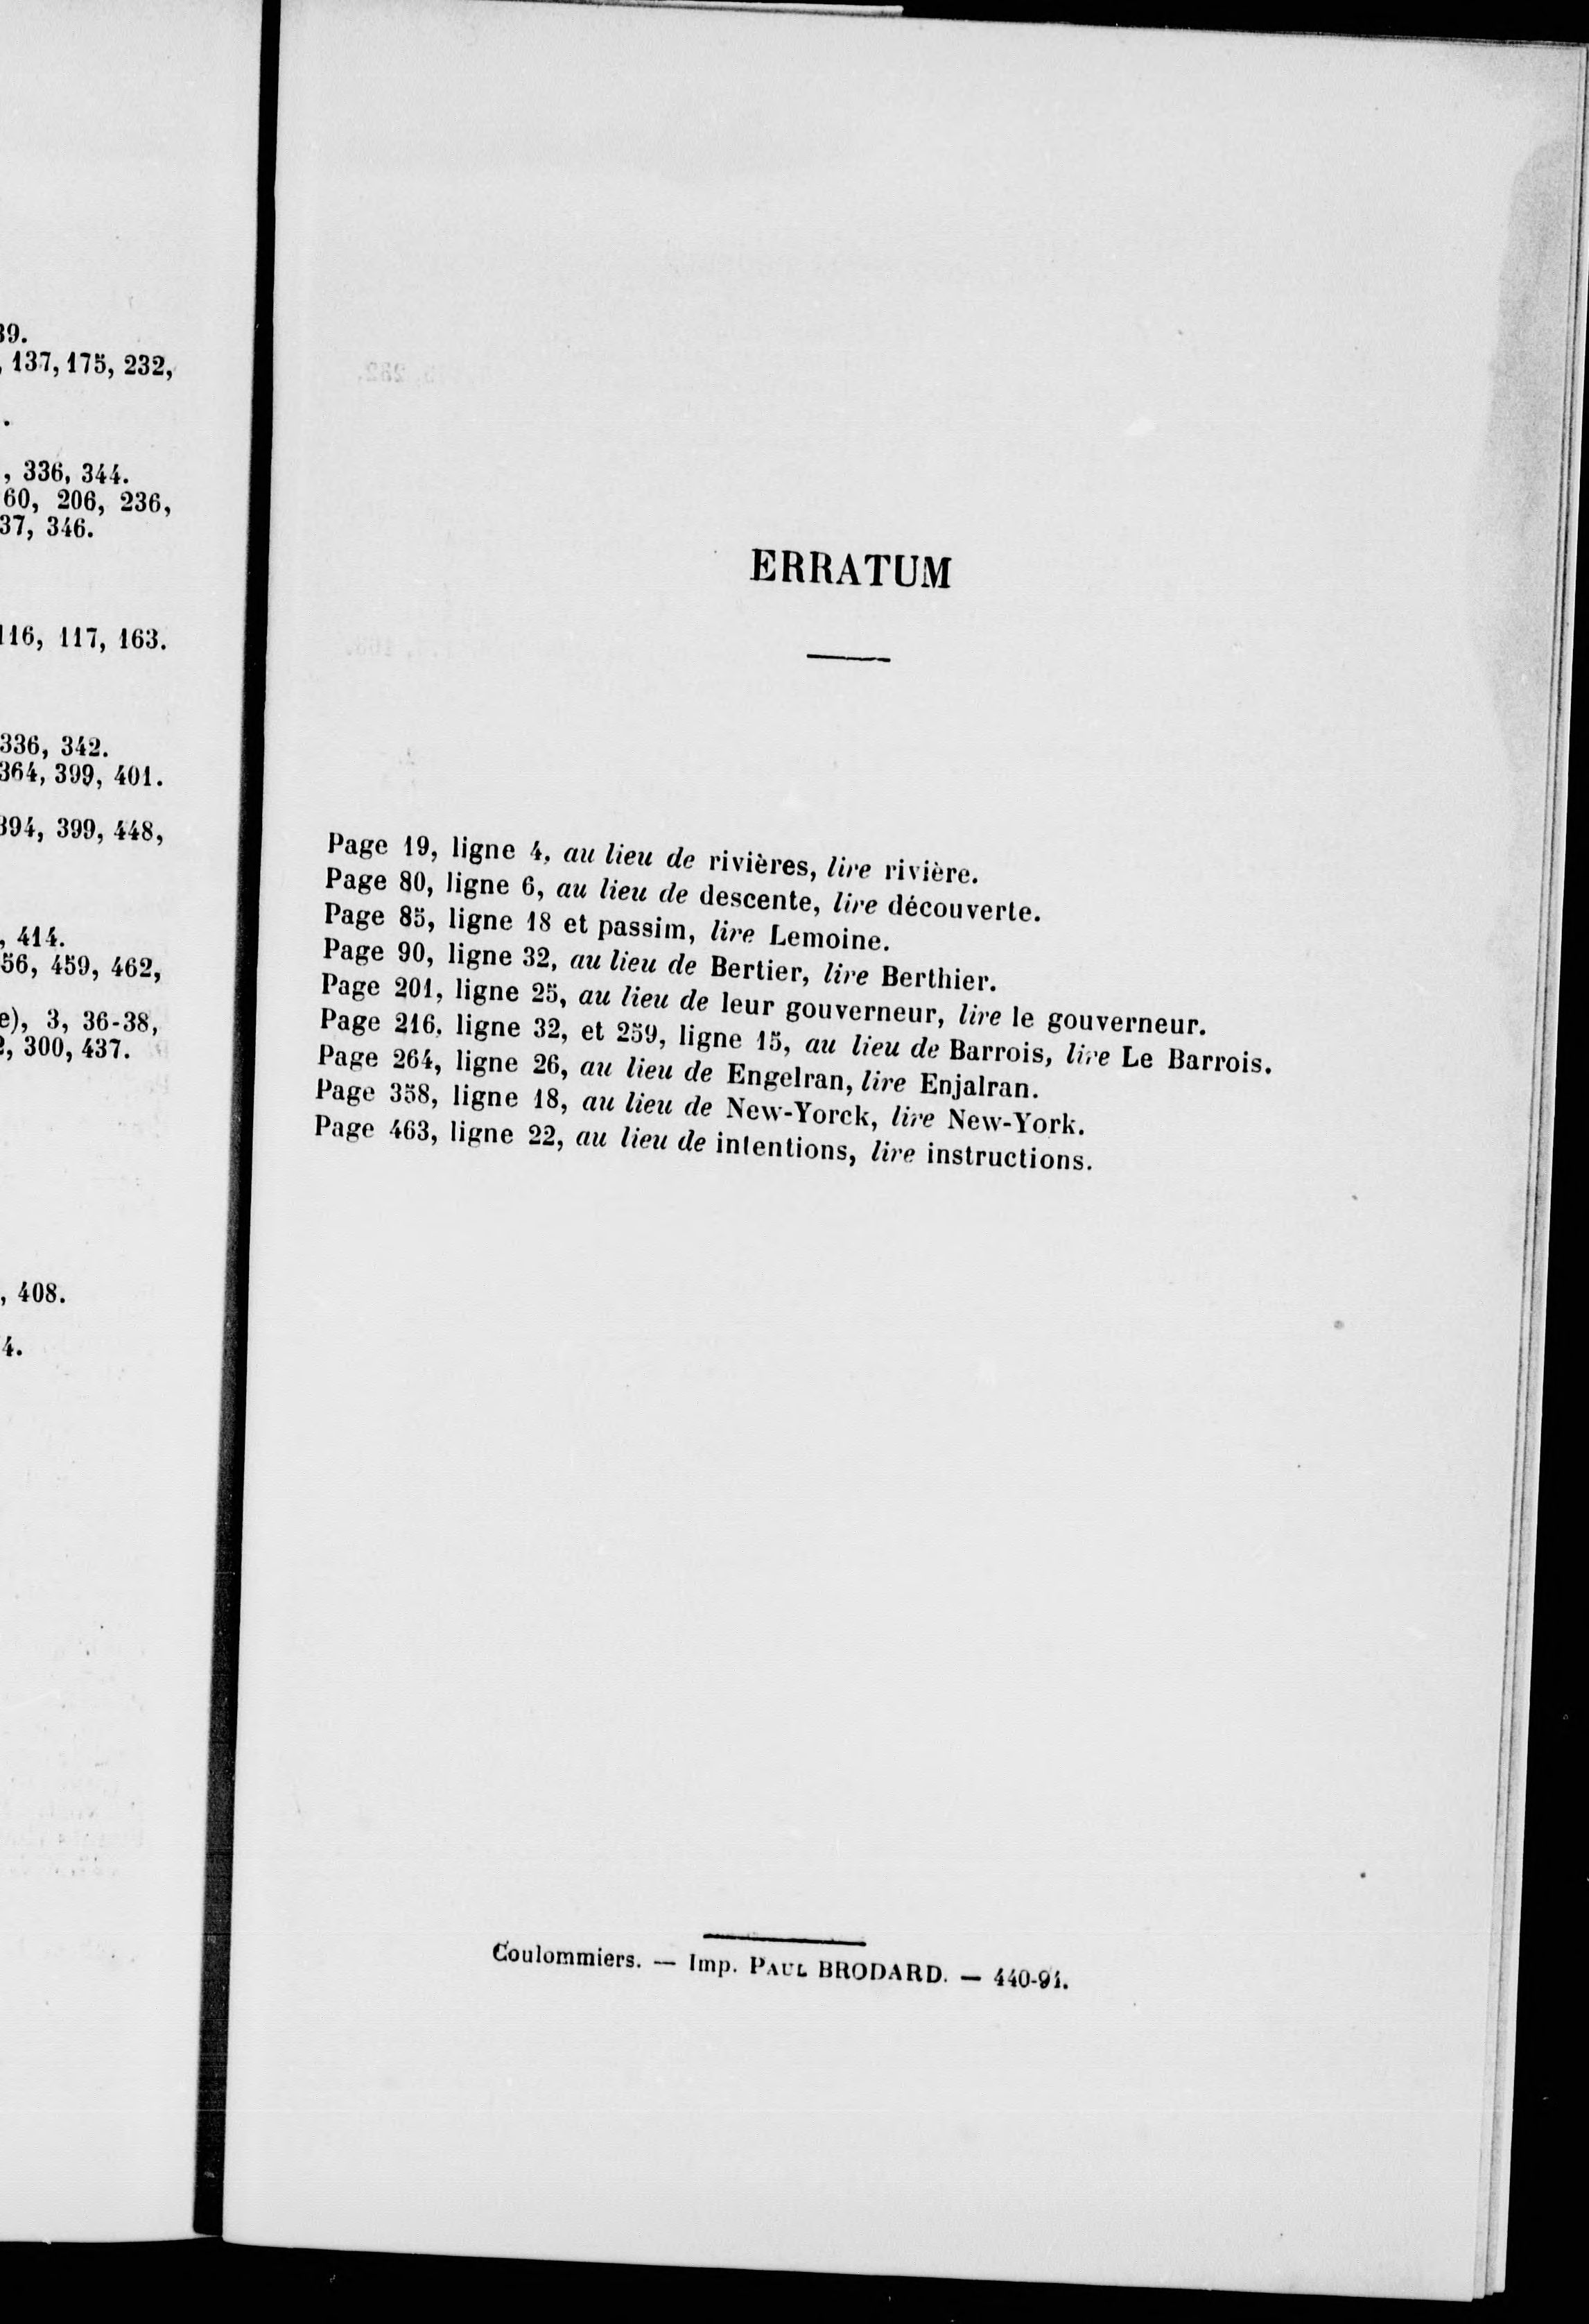 39.
, 137, 175, 232,
.
, 336, 344.
60, 206, 236,
37, 346.
116, 117, 163.
336, 342.
364, 399, 401.
394, 399, 448,
, 414.
56, 459, 462,
e), 3, 36-38,
2, 300, 437.
, 408.
4.
ERRATUM
Page 19, ligne 4, au lieu de rivières, lire rivière.
Page 80, ligne 6, au lieu de descente, lire découverte.
Page 85, ligne 18 et passim, lire Lemoine.
Page 90, ligne 32, au lieu de Bertier, lire Berthier.
Page 201, ligne 25, au lieu de leur gouverneur, lire le gouverneur.
Page 216, ligne 32, et 259, ligne 15, au lieu de Barrois, lire Le Barrois.
Page 264, ligne 26, au lieu de Engelran, lire Enjalran.
Page 358, ligne 18, au lieu de New-Yorck, lire New-York.
Page 463, ligne 22, au lieu de intentions, lire instructions.
Coulommiers. — Imp. PAUL BRODARD. — 440-91.